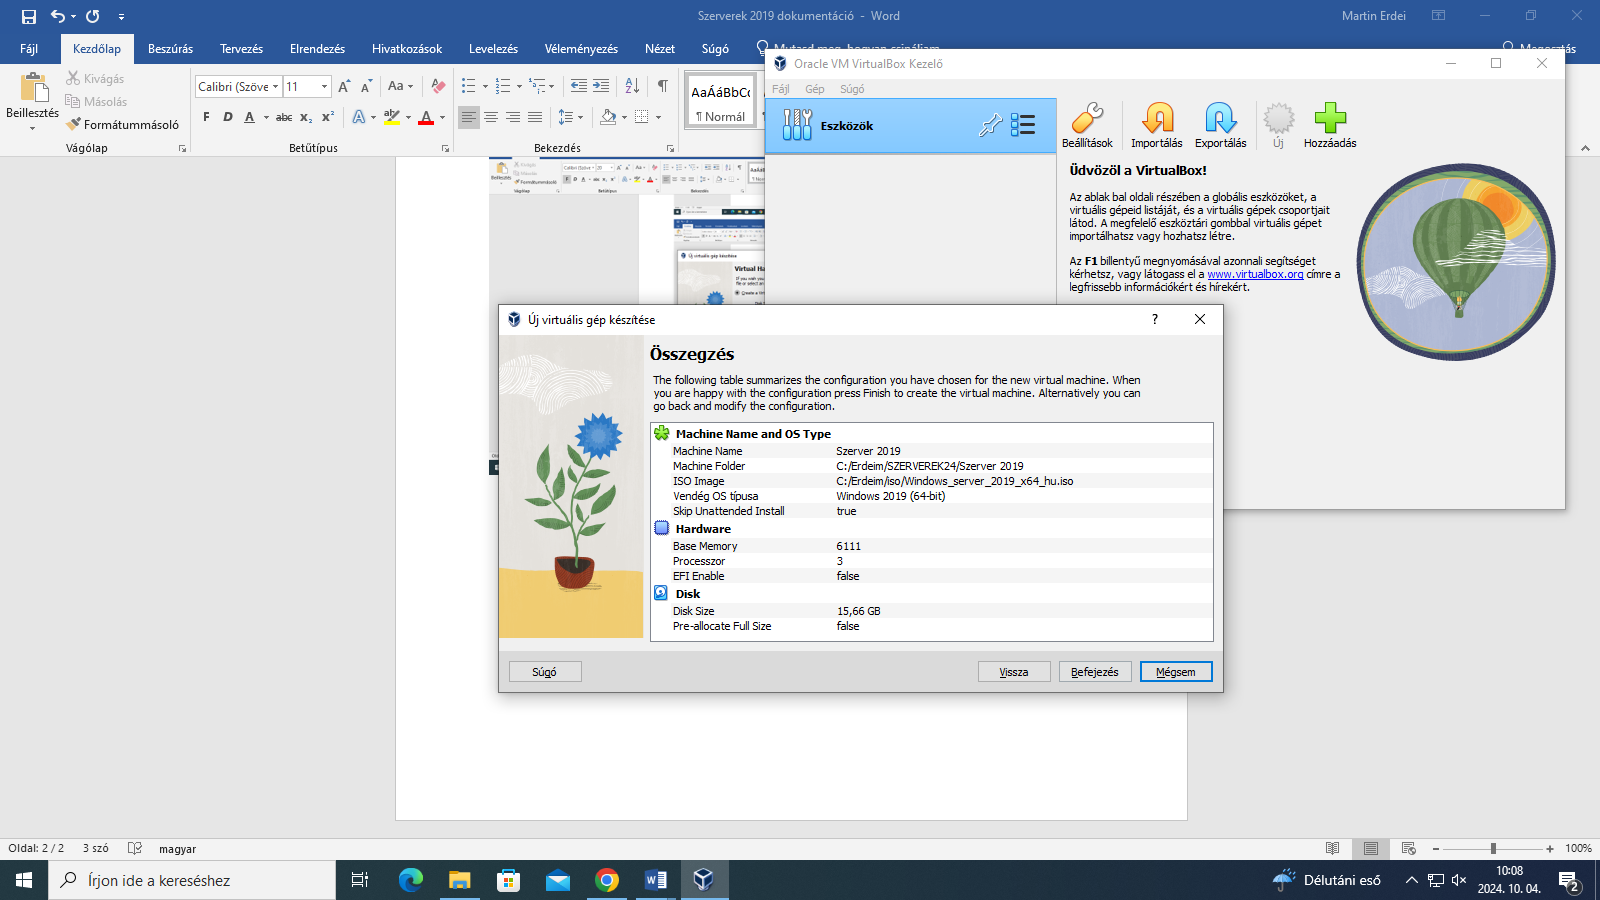 Szerverek 2019 dokumentáció - Word
Martin Erdei
Fájl Kezdőlap Beszúrás Tervezés Elrendezés Hivatkozások Levelezés Véleményezés Nézet Súgó
Beillesztés
Kivágás
Másolás
Formátummásoló
Vágólap
Calibri (Szöve 11
Betűtípus
Bekezdés
AaÁáBbCc
¶ Normál
Oracle VM VirtualBox Kezelő
Fájl Gép Súgó
Eszközök
Beállítások Importálás Exportálás Új Hozzáadás
Üdvözöl a VirtualBox!
Az ablak bal oldali részében a globális eszközöket, a
virtuális gépeid listáját, és a virtuális gépek csoportjait
látod. A megfelelő eszköztári gombbal virtuális gépet
importálhatsz vagy hozhatsz létre.
Az F1 billentyű megnyomásával azonnali segítséget
kérhetsz, vagy látogass el a www.virtualbox.org címre a
legfrissebb információkért és hírekért.
Új virtuális gép készítése
Összegzés
The following table summarizes the configuration you have chosen for the new virtual machine. When
you are happy with the configuration press Finish to create the virtual machine. Alternatively you can
go back and modify the configuration.
Machine Name and OS Type
Machine Name Szerver 2019
Machine Folder C:/Erdeim/SZERVEREK24/Szerver 2019
ISO Image C:/Erdeim/iso/Windows_server_2019_x64_hu.iso
Vendég OS típusa Windows 2019 (64-bit)
Skip Unattended Install true
Hardware
Base Memory 6111
Processzor 3
EFI Enable false
Disk
Disk Size 15,66 GB
Pre-allocate Full Size false
Súgó Vissza Befejezés Mégsem
Oldal: 2 / 2 3 szó magyar
100%
Írjon ide a kereséshez
Délutáni eső
10:08
2024. 10. 04.
2